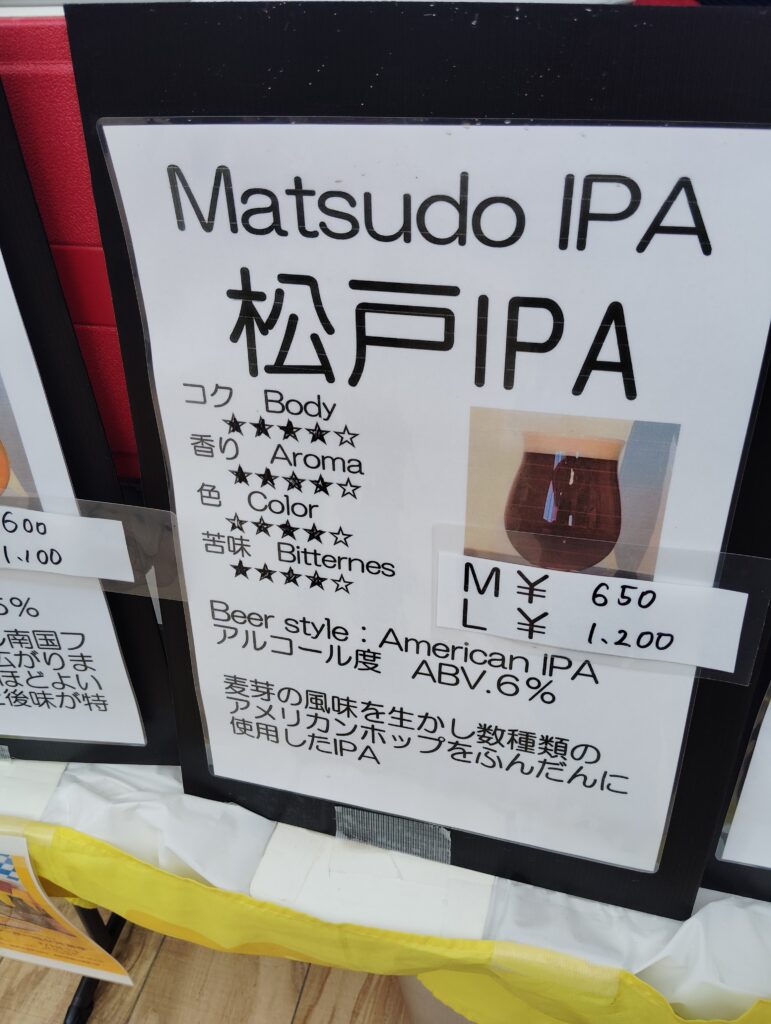 Matsudo IPA
松戸IPA
コク Body
★★★★☆
香り Aroma
★★★★☆
色 Color
★★★★☆
苦味 Bitternes
★★★★☆
M ¥ 650
L ¥ 1.200
Beer style : American IPA
アルコール度 ABV.6%
麦芽の風味を生かし数種類の
アメリカンホップをふんだんに
使用したIPA
600
1.100
%
南国フ
広がりま
ほどよい
後味が特